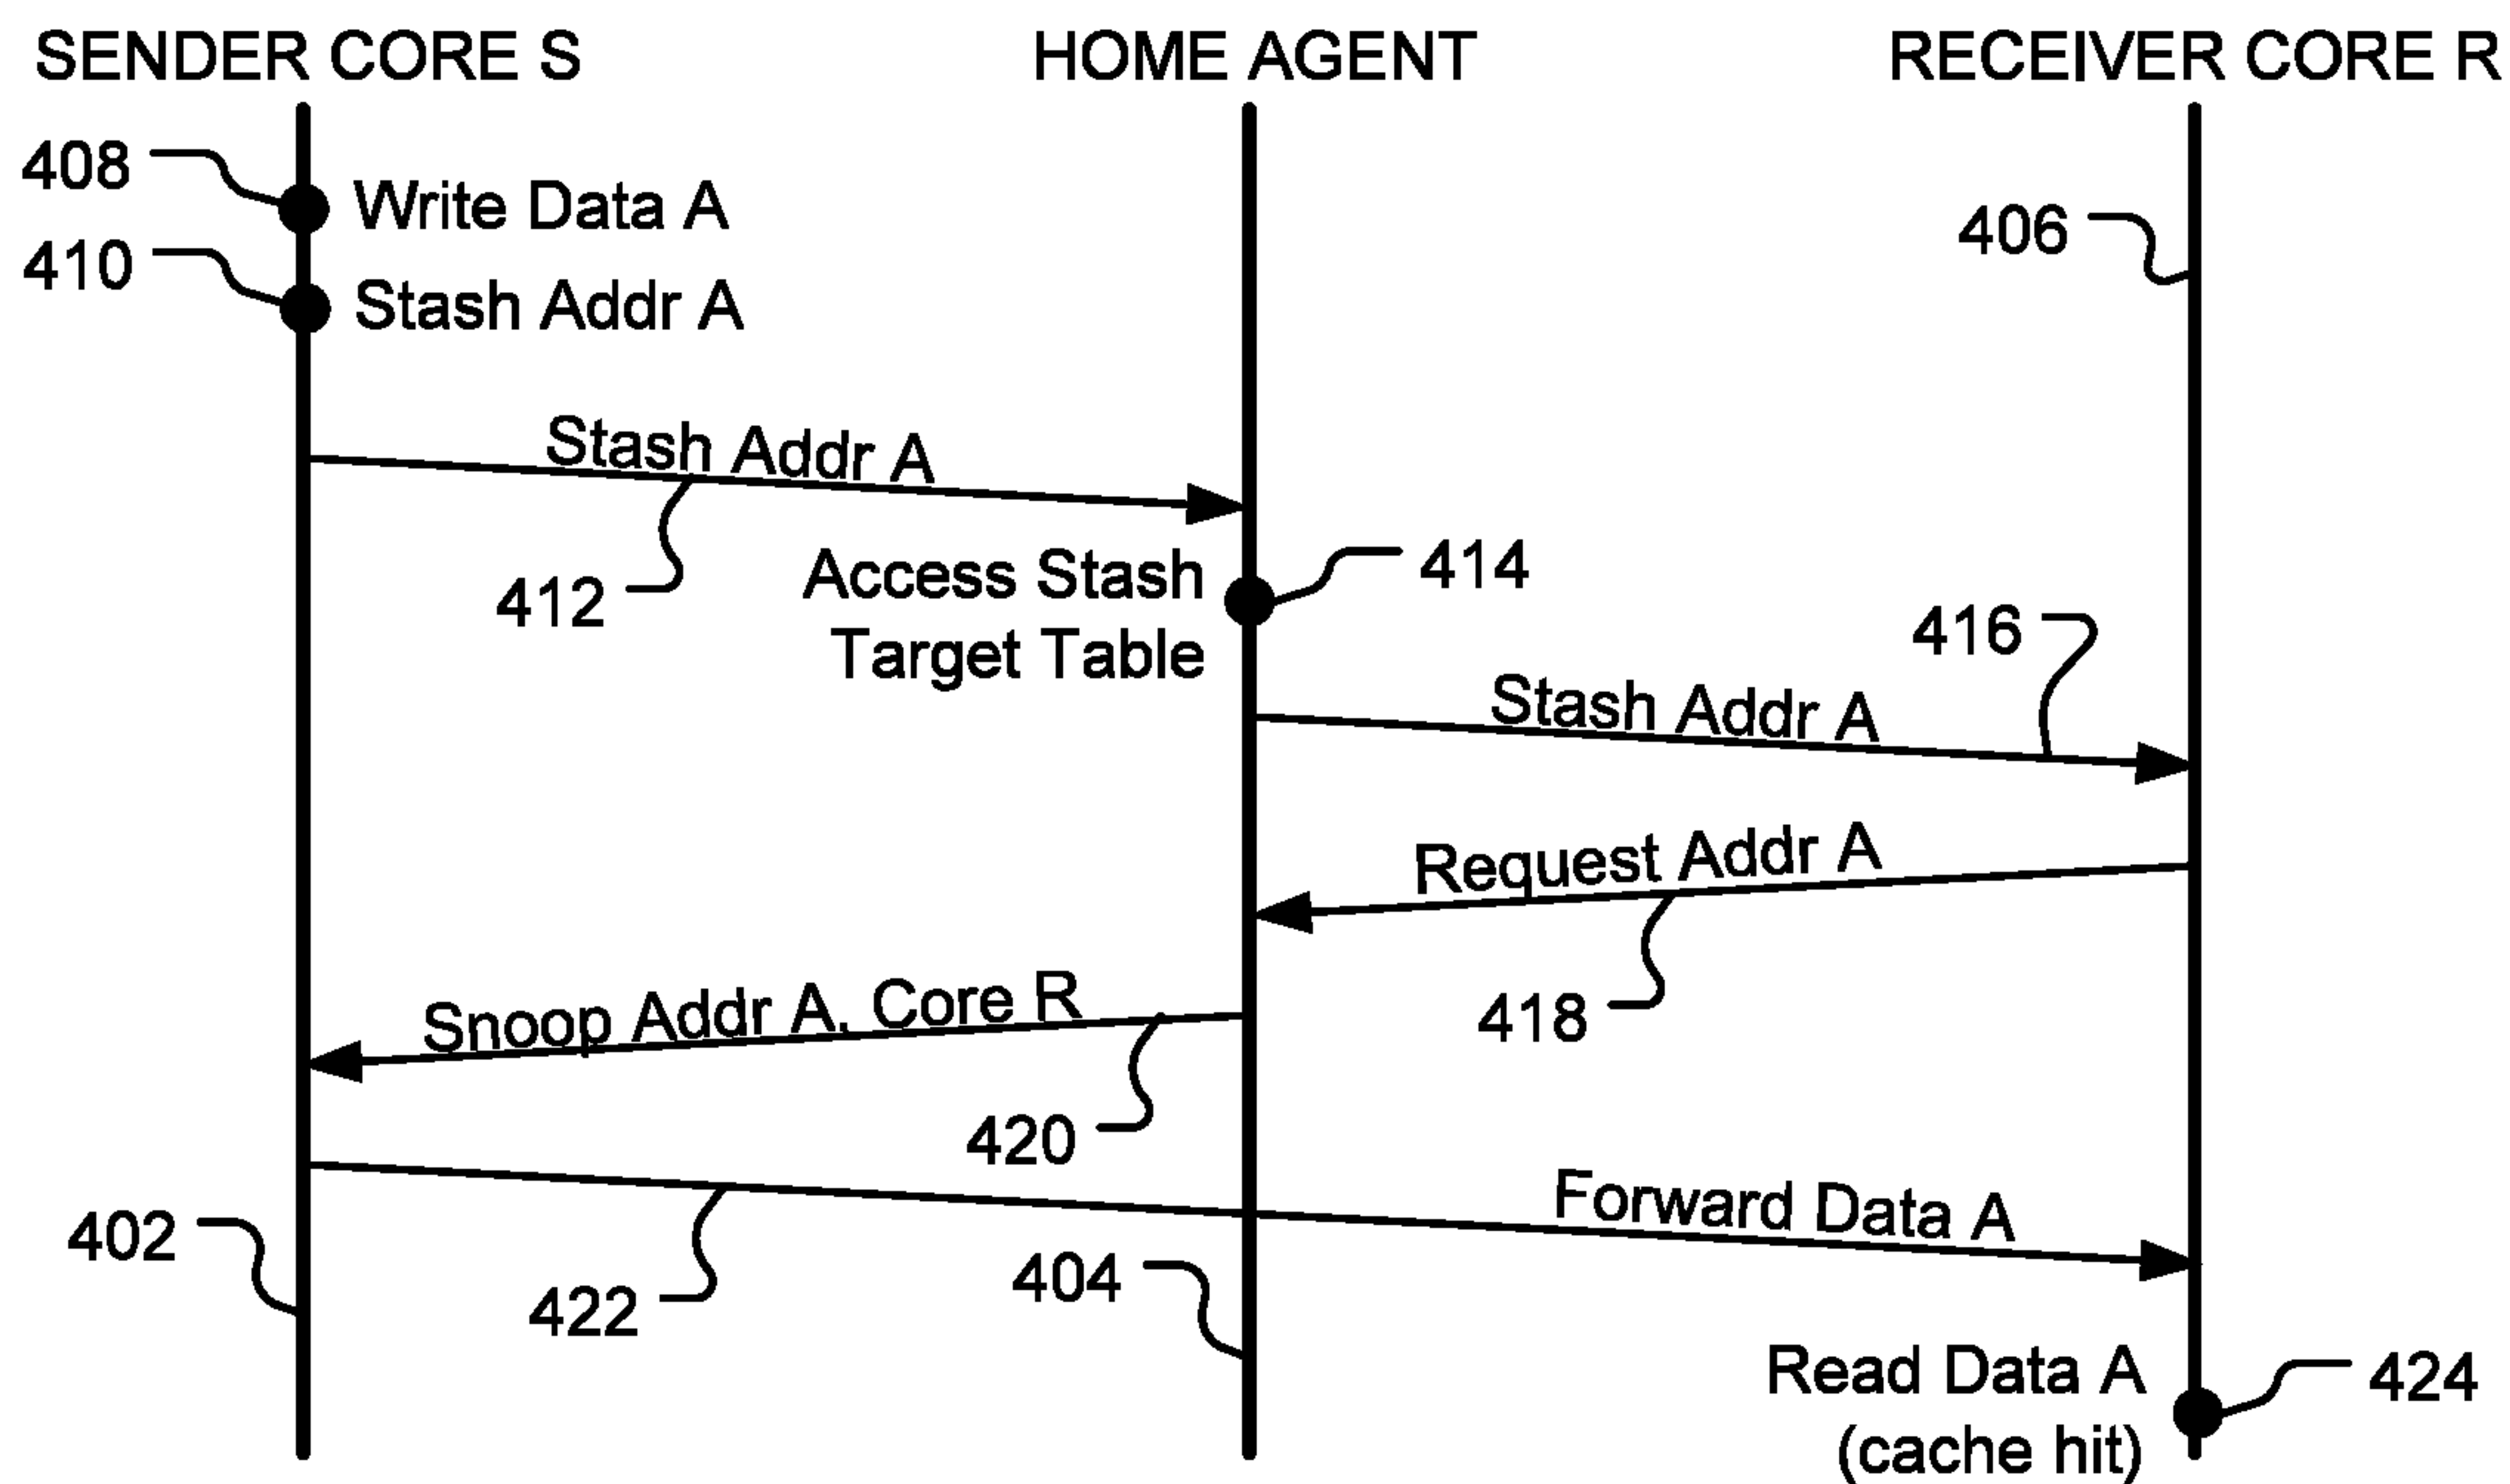 SENDER CORE S
HOME AGENT
RECEIVER CORE R
408
Write Data A
406
410
Stash Addr A
Stash Addr A
412
Access Stash
Target Table
414
416
Stash Addr A
Request Addr A
418
Snoop Addr A, Core R
420
Forward Data A
402
422
404
Read Data A
(cache hit)
424